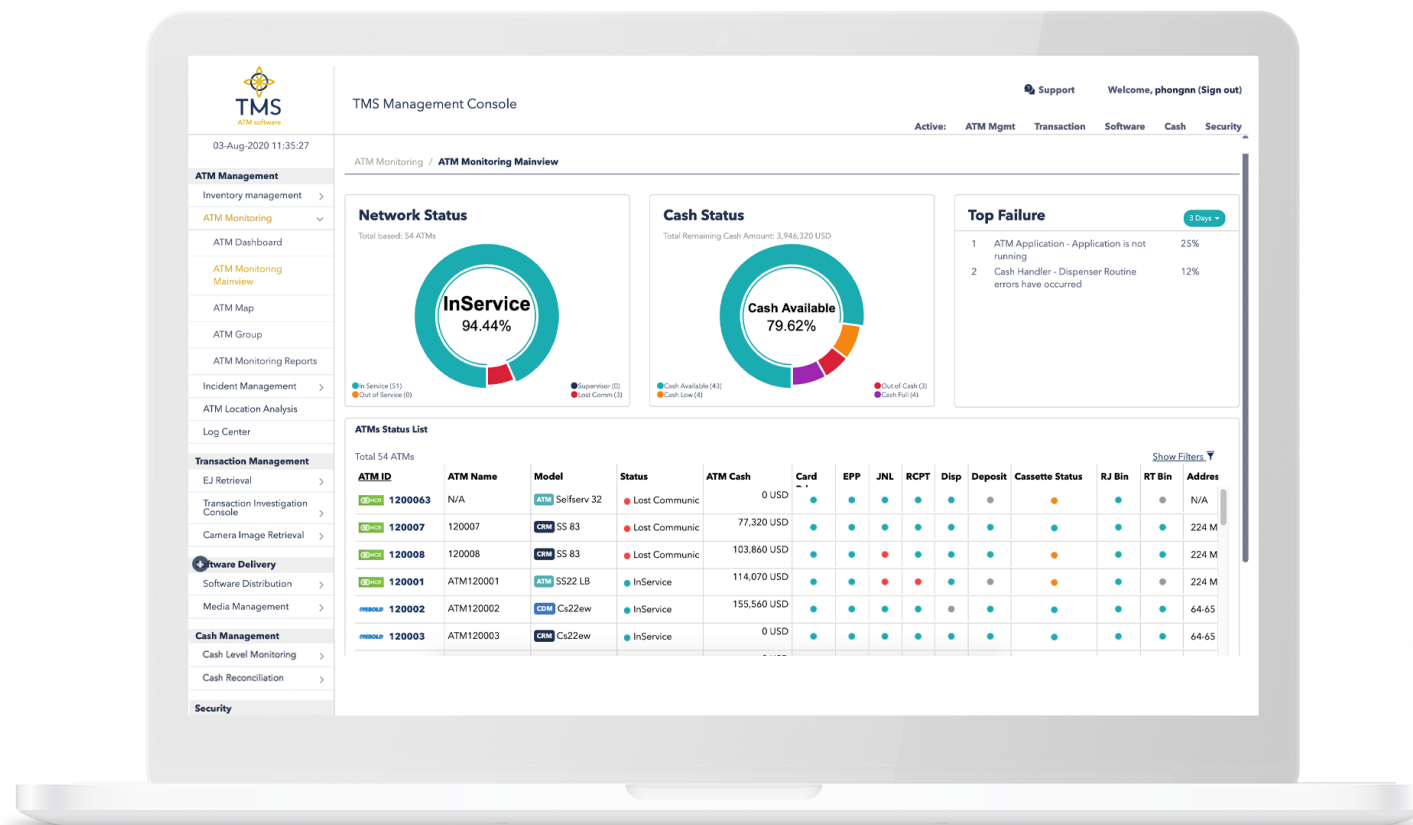 TMS
ATM software
03-Aug-2020 11:35:27
ATM Management
Inventory management
ATM Monitoring
ATM Dashboard
ATM Monitoring
Mainview
ATM Map
ATM Group
ATM Monitoring Reports
Incident Management
ATM Location Analysis
Log Center
Transaction Management
EJ Retrieval
Transaction Investigation
Console
Camera Image Retrieval
ftware Delivery
Software Distribution
Media Management
Cash Management
Cash Level Monitoring
Cash Reconciliation
Security
TMS Management Console
Support Welcome, phongnn (Sign out)
Active: ATM Mgmt Transaction Software Cash Security
ATM Monitoring / ATM Monitoring Mainview
Network Status
Total based: 54 ATMs
InService
94.44%
In Service (51) Supervisor (0)
Out of Service (0) Lost Comm (3)
Cash Status
Total Remaining Cash Amount: 3,946,320 USD
Cash Available
79.62%
Cash Available (43) Out of Cash (3)
Cash Low (4) Cash Full (4)
Top Failure 3 Days
1 ATM Application - Application is not 25%
running
2 Cash Handler - Dispenser Routine 12%
errors have occurred
ATMs Status List
Total 54 ATMs Show Filters
ATM ID ATM Name Model Status ATM Cash Card EPP JNL RCPT Disp Deposit Cassette Status RJ Bin RT Bin Addres
NCR 1200063 N/A ATM Selfserv 32 Lost Communic 0 USD N/A
NCR 120007 120007 CRM SS 83 Lost Communic 77,320 USD 224 M
NCR 120008 120008 CRM SS 83 Lost Communic 103,860 USD 224 M
NCR 120001 ATM120001 ATM SS22 LB InService 114,070 USD 224 M
120002 ATM120002 CDM Cs22ew InService 155,560 USD 64-65
120003 ATM120003 CRM Cs22ew InService 0 USD 64-65